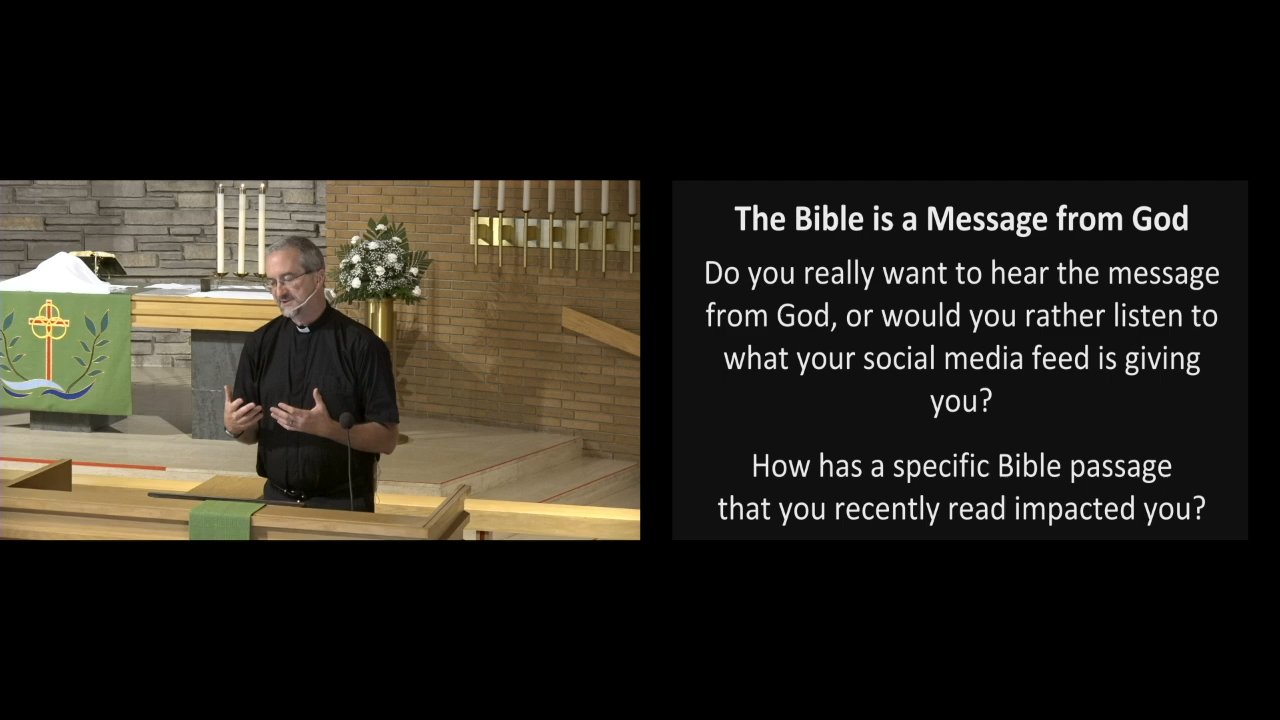 The Bible is a Message from God
Do you really want to hear the message
from God, or would you rather listen to
what your social media feed is giving
you?
How has a specific Bible passage
that you recently read impacted you?